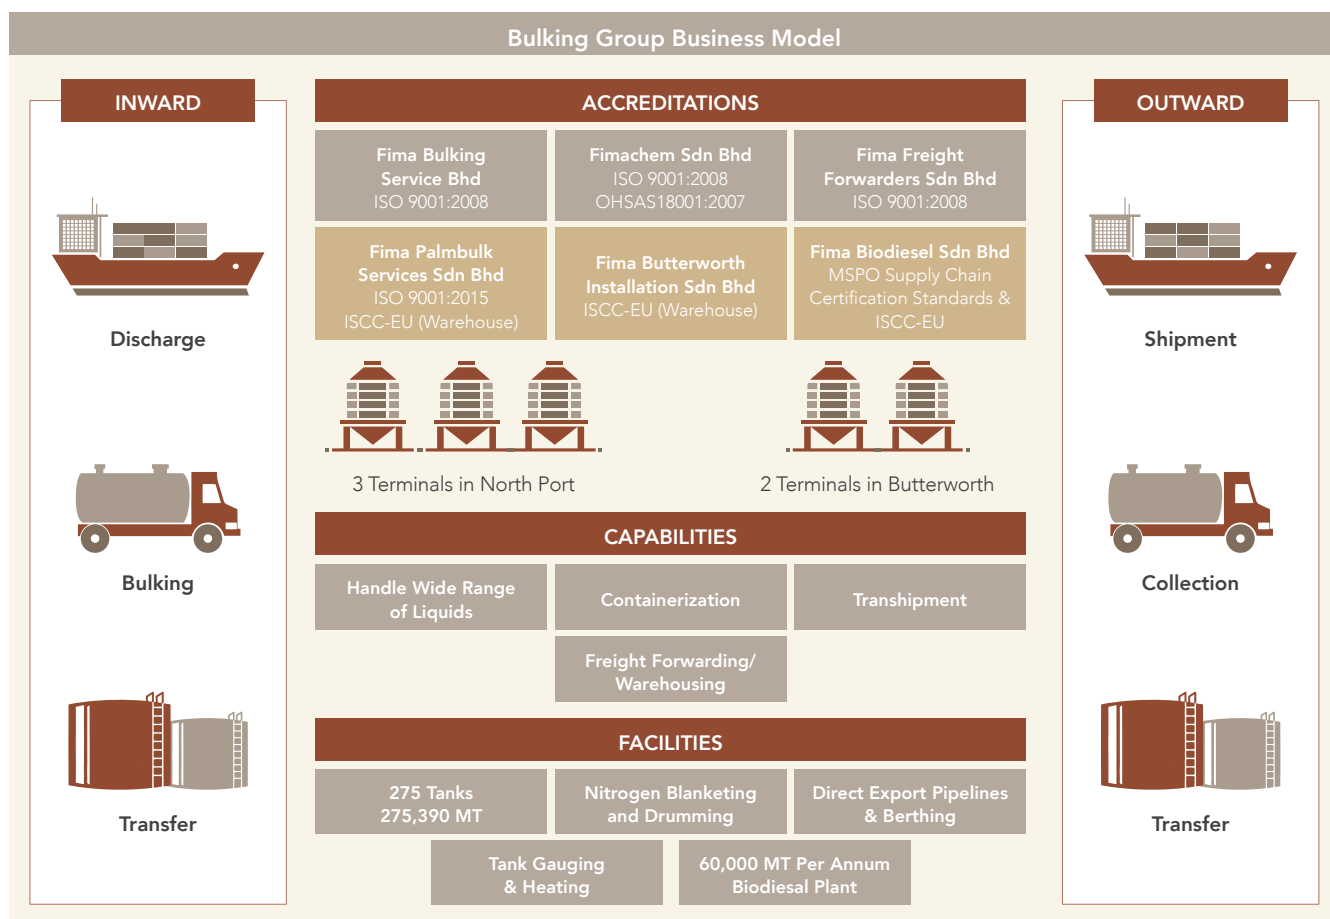 Bulking Group Business Model
INWARD
Discharge
Bulking
Transfer
ACCREDITATIONS
Fima Bulking
Service Bhd
ISO 9001:2008
Fimachem Sdn Bhd
ISO 9001:2008
OHSAS18001:2007
Fima Freight
Forwarders Sdn Bhd
ISO 9001:2008
Fima Palmbulk
Services Sdn Bhd
ISO 9001:2015
ISCC-EU (Warehouse)
Fima Butterworth
Installation Sdn Bhd
ISCC-EU (Warehouse)
Fima Biodiesel Sdn Bhd
MSPO Supply Chain
Certification Standards &
ISCC-EU
3 Terminals in North Port
2 Terminals in Butterworth
CAPABILITIES
Handle Wide Range
of Liquids
Containerization
Transhipment
Freight Forwarding/
Warehousing
FACILITIES
275 Tanks
275,390 MT
Nitrogen Blanketing
and Drumming
Direct Export Pipelines
& Berthing
Tank Gauging
& Heating
60,000 MT Per Annum
Biodiesal Plant
OUTWARD
Shipment
Collection
Transfer